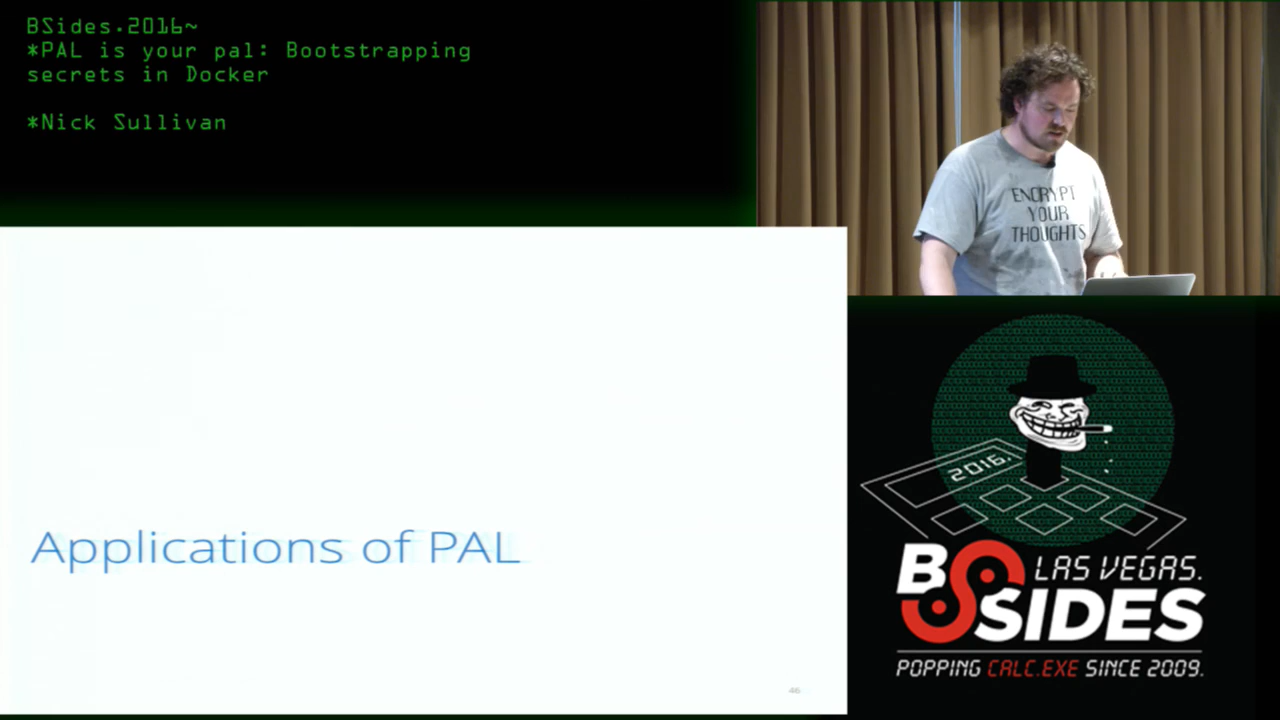 BSides.2016~
*PAL is your pal: Bootstrapping
secrets in Docker
*Nick Sullivan
ENCRYPT
YOUR
THOUGHTS
Applications of PAL
46
2016.
BSIDES
LAS VEGAS.
POPPING CALC.EXE SINCE 2009.